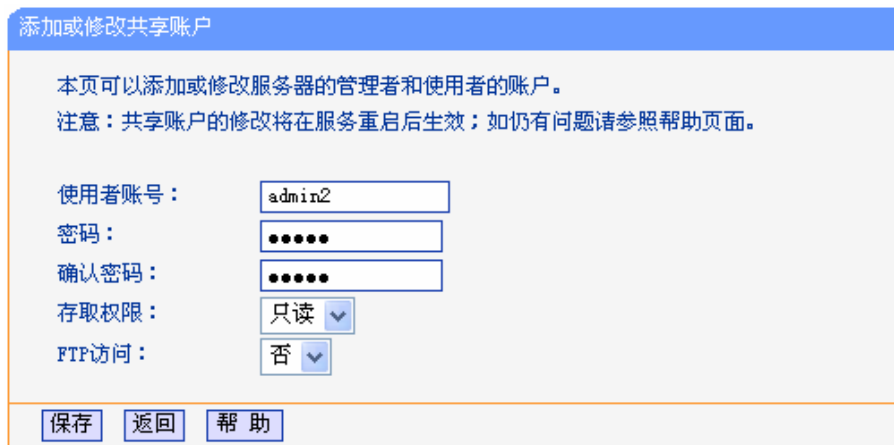 添加或修改共享账户
本页可以添加或修改服务器的管理者和使用者的账户。
注意：共享账户的修改将在服务重启后生效；如仍有问题请参照帮助页面。
使用者账号： admin2
密码： ●●●●●
确认密码： ●●●●●
存取权限： 只读
FTP访问： 否
保存 返回 帮 助